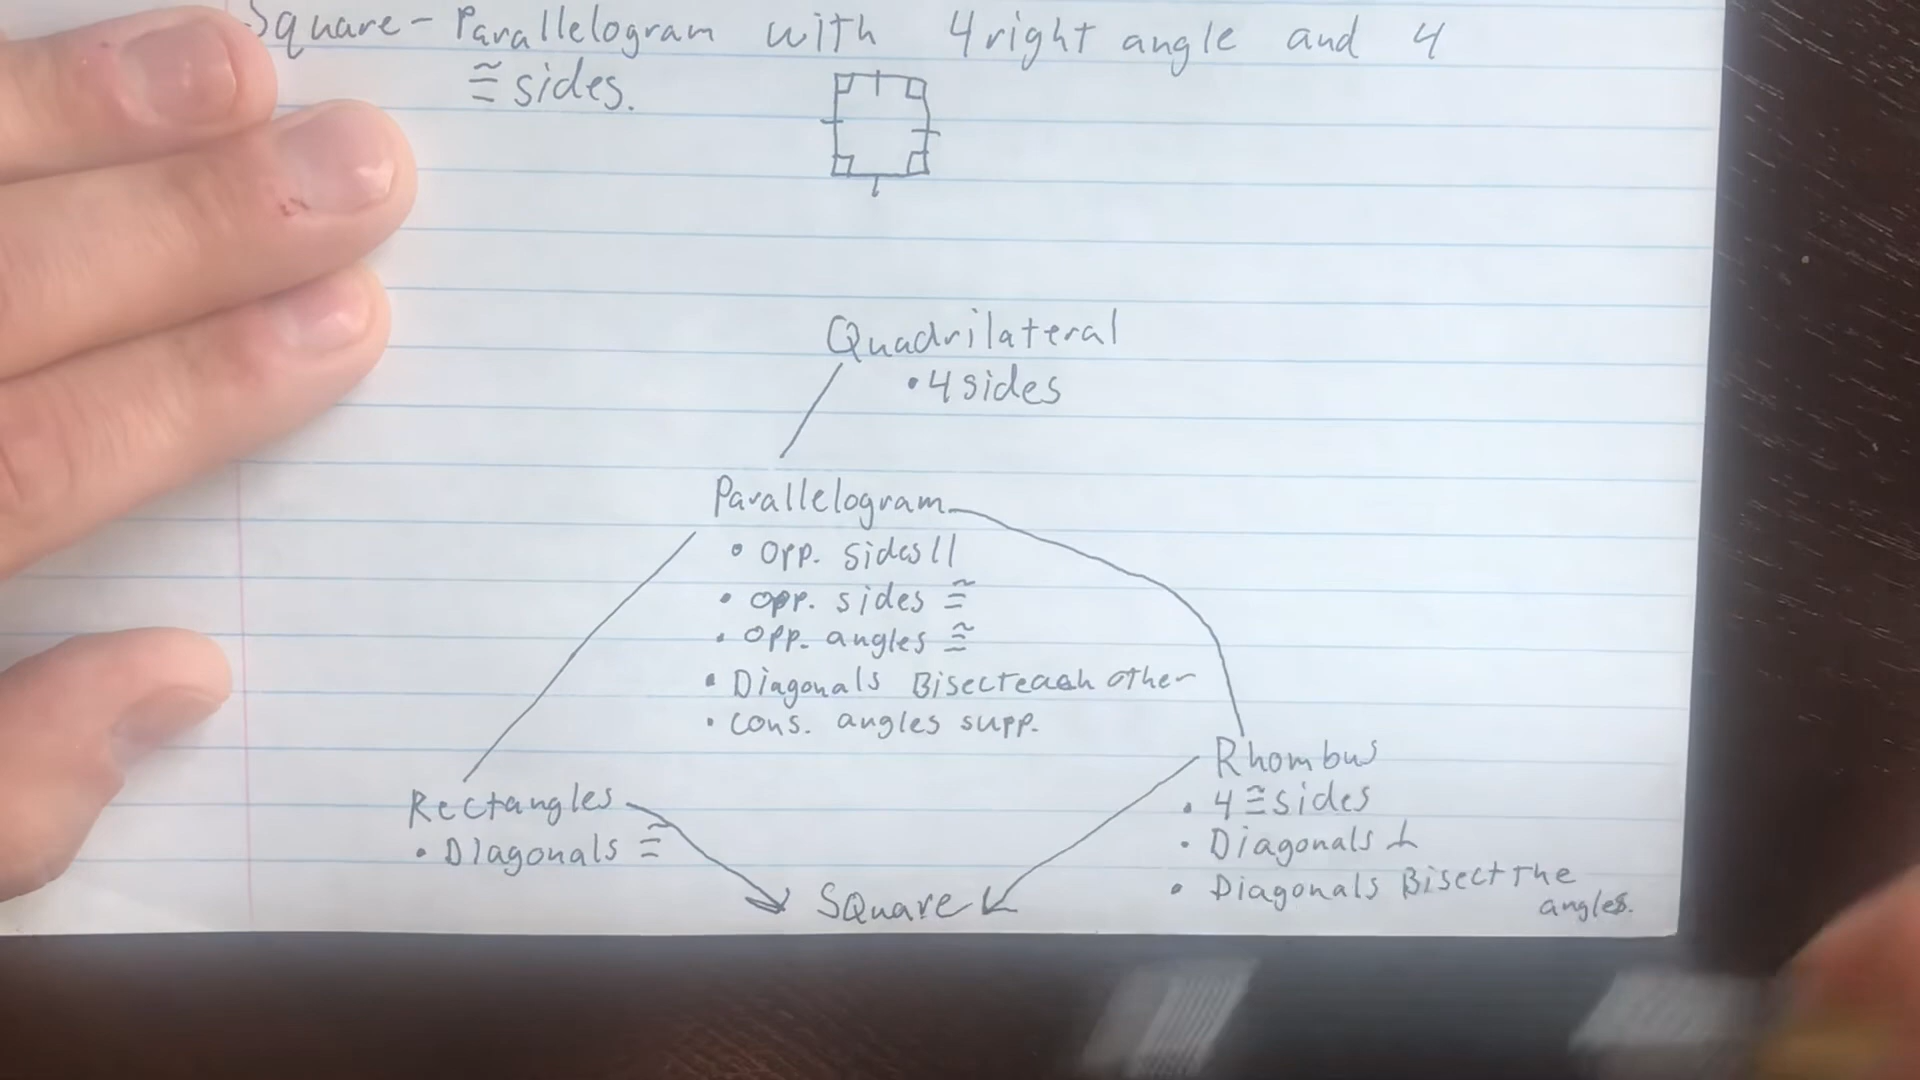 Square - Parallelogram with 4 right angle and 4
≅ sides.
Quadrilateral
• 4 sides
Parallelogram
• opp. sides ||
• opp. sides ≅
• opp. angles ≅
• Diagonals Bisect each other
• cons. angles supp.
Rhombus
• 4 ≅ sides
• Diagonals ⊥
• Diagonals Bisect the
angles.
Rectangles
• Diagonals ≅
Square